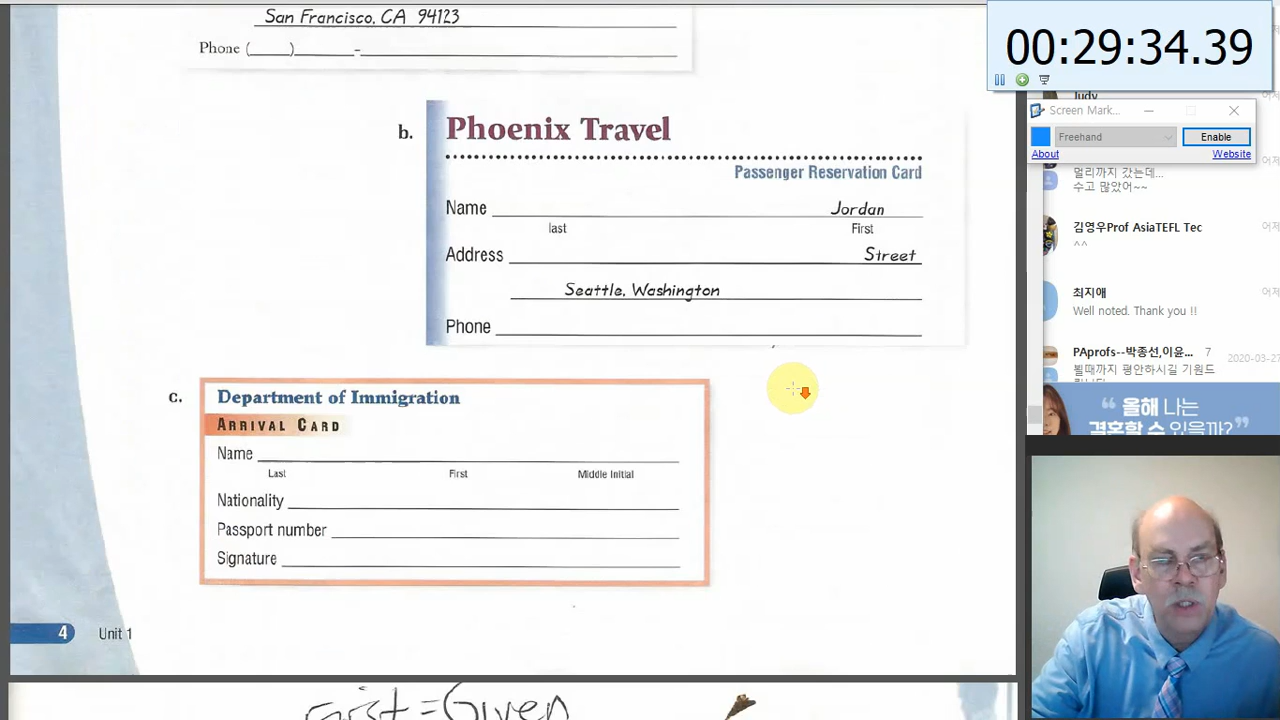 San Francisco, CA 94123
Phone (____)________-
00:29:34.39
b.
Phoenix Travel
Passenger Reservation Card
Name Jordan
last First
Address Street
Seattle, Washington
Phone
c.
Department of Immigration
ARRIVAL CARD
Name
Last First Middle Initial
Nationality
Passport number
Signature
4 Unit 1
First = Given
Judy
Screen Mark...
Freehand
Enable
About
Website
멀리까지 갔는데...
수고 많았어~~
김영우Prof AsiaTEFL Tec
^^
최지애
Well noted. Thank you !!
PAprofs--박종선,이윤... 7
2020-03-27
뵐때까지 평안하시길 기원드
“ 올해 나는
결혼할 수 있을까?”